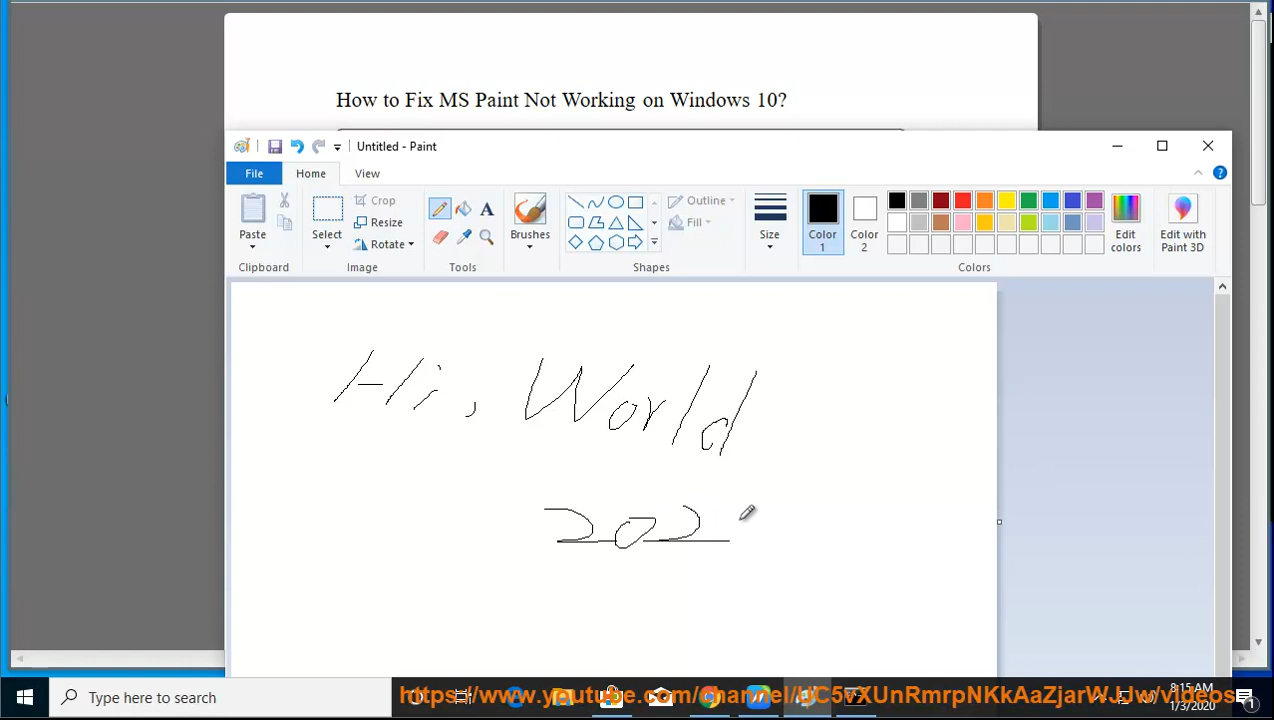 How to Fix MS Paint Not Working on Windows 10?
Untitled - Paint
File Home View
Paste
Clipboard
Select
Crop
Resize
Rotate
Image
A
Tools
Brushes
Outline
Fill
Shapes
Size
Color 1
Color 2
Edit colors
Colors
Edit with Paint 3D
Hi, World
202
Type here to search
8:15 AM
1/3/2020
1